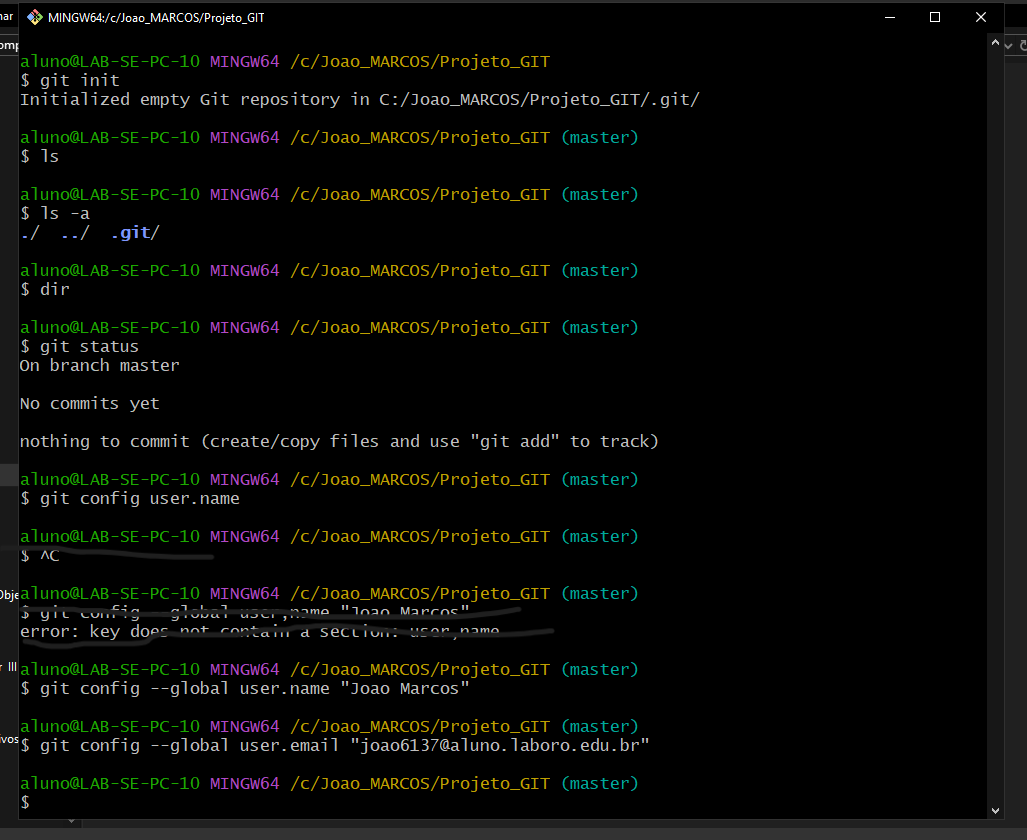 MINGW64:/c/Joao_MARCOS/Projeto_GIT
aluno@LAB-SE-PC-10 MINGW64 /c/Joao_MARCOS/Projeto_GIT
$ git init
Initialized empty Git repository in C:/Joao_MARCOS/Projeto_GIT/.git/
aluno@LAB-SE-PC-10 MINGW64 /c/Joao_MARCOS/Projeto_GIT (master)
$ ls
aluno@LAB-SE-PC-10 MINGW64 /c/Joao_MARCOS/Projeto_GIT (master)
$ ls -a
./ ../ .git/
aluno@LAB-SE-PC-10 MINGW64 /c/Joao_MARCOS/Projeto_GIT (master)
$ dir
aluno@LAB-SE-PC-10 MINGW64 /c/Joao_MARCOS/Projeto_GIT (master)
$ git status
On branch master
No commits yet
nothing to commit (create/copy files and use "git add" to track)
aluno@LAB-SE-PC-10 MINGW64 /c/Joao_MARCOS/Projeto_GIT (master)
$ git config user.name
aluno@LAB-SE-PC-10 MINGW64 /c/Joao_MARCOS/Projeto_GIT (master)
$ ^C
aluno@LAB-SE-PC-10 MINGW64 /c/Joao_MARCOS/Projeto_GIT (master)
$ git config --global user,name "Joao Marcos"
error: key does not contain a section: user,name
aluno@LAB-SE-PC-10 MINGW64 /c/Joao_MARCOS/Projeto_GIT (master)
$ git config --global user.name "Joao Marcos"
aluno@LAB-SE-PC-10 MINGW64 /c/Joao_MARCOS/Projeto_GIT (master)
$ git config --global user.email "joao6137@aluno.laboro.edu.br"
aluno@LAB-SE-PC-10 MINGW64 /c/Joao_MARCOS/Projeto_GIT (master)
$